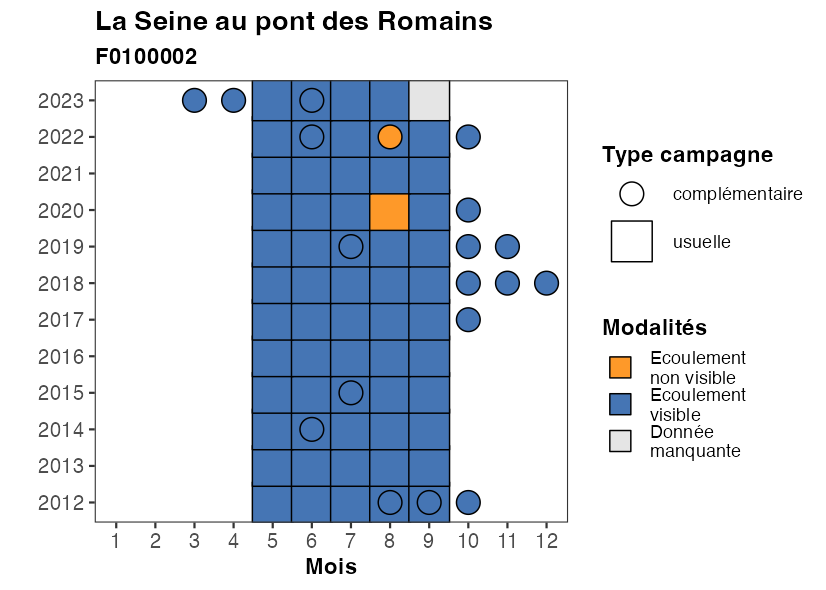 La Seine au pont des Romains
F0100002
2023
2022
2021
2020
2019
2018
2017
2016
2015
2014
2013
2012
1 2 3 4 5 6 7 8 9 10 11 12
Mois
Type campagne
complémentaire
usuelle
Modalités
Ecoulement
non visible
Ecoulement
visible
Donnée
manquante